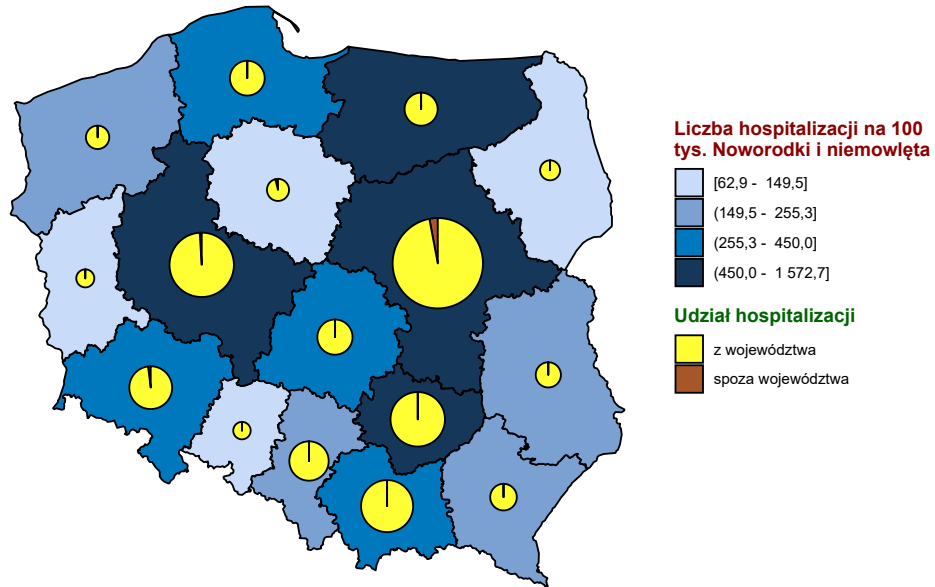 Liczba hospitalizacji na 100
tys. Noworodki i niemowlęta
[62,9 - 149,5]
(149,5 - 255,3]
(255,3 - 450,0]
(450,0 - 1 572,7]
Udział hospitalizacji
z województwa
spoza województwa